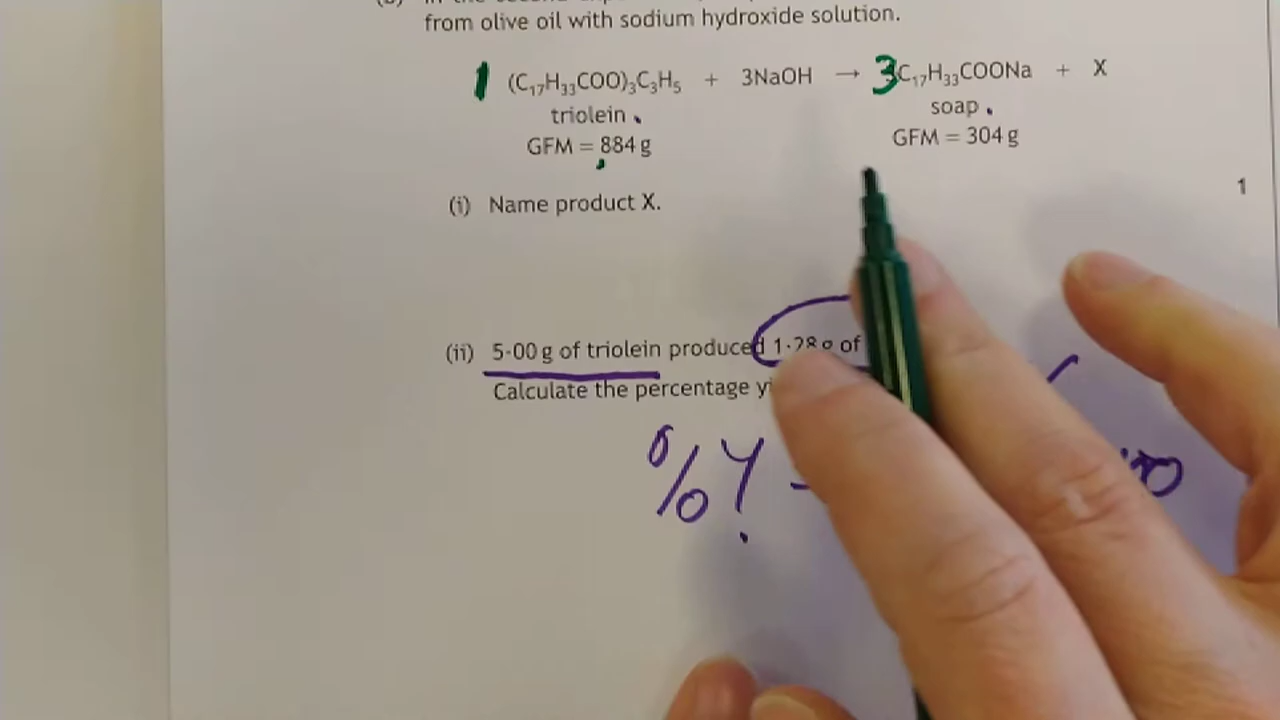 from olive oil with sodium hydroxide solution.
1 (C₁₇H₃₃COO)₃C₃H₅ + 3NaOH → 3C₁₇H₃₃COONa + X
triolein soap
GFM = 884 g GFM = 304 g
1
(i) Name product X.
(ii) 5·00 g of triolein produced 1·28 g of
Calculate the percentage
% Y